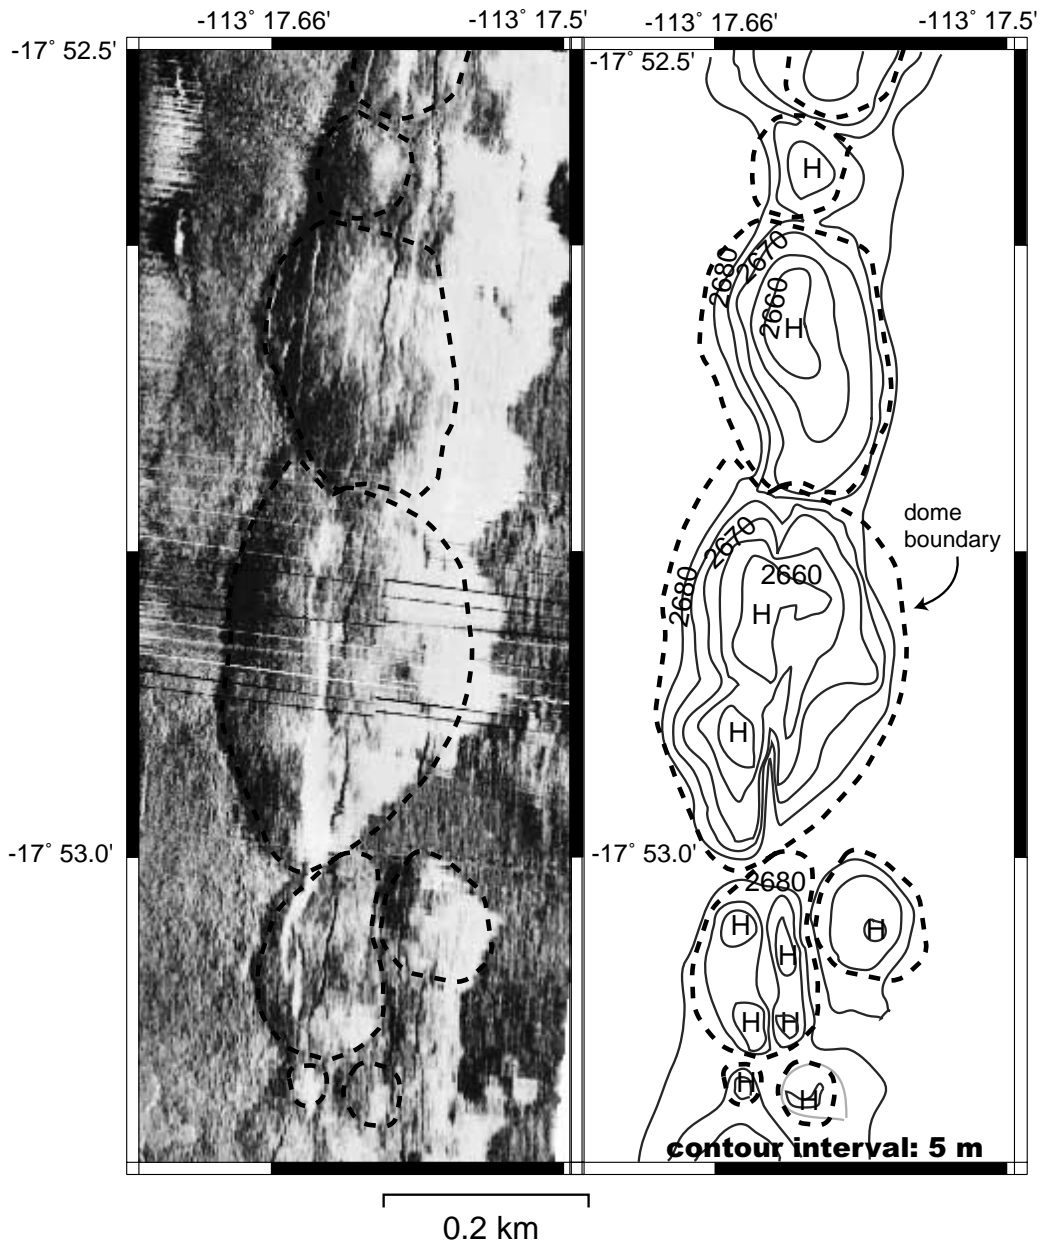 -113˚ 17.66' -113˚ 17.5' -113˚ 17.66' -113˚ 17.5'
-17˚ 52.5' -17˚ 52.5'
H
2670
2680
2660
H
dome
boundary
2670
2660
2680
H
H
-17˚ 53.0' -17˚ 53.0'
2680
H
H
H
H H
H
H
contour interval: 5 m
0.2 km